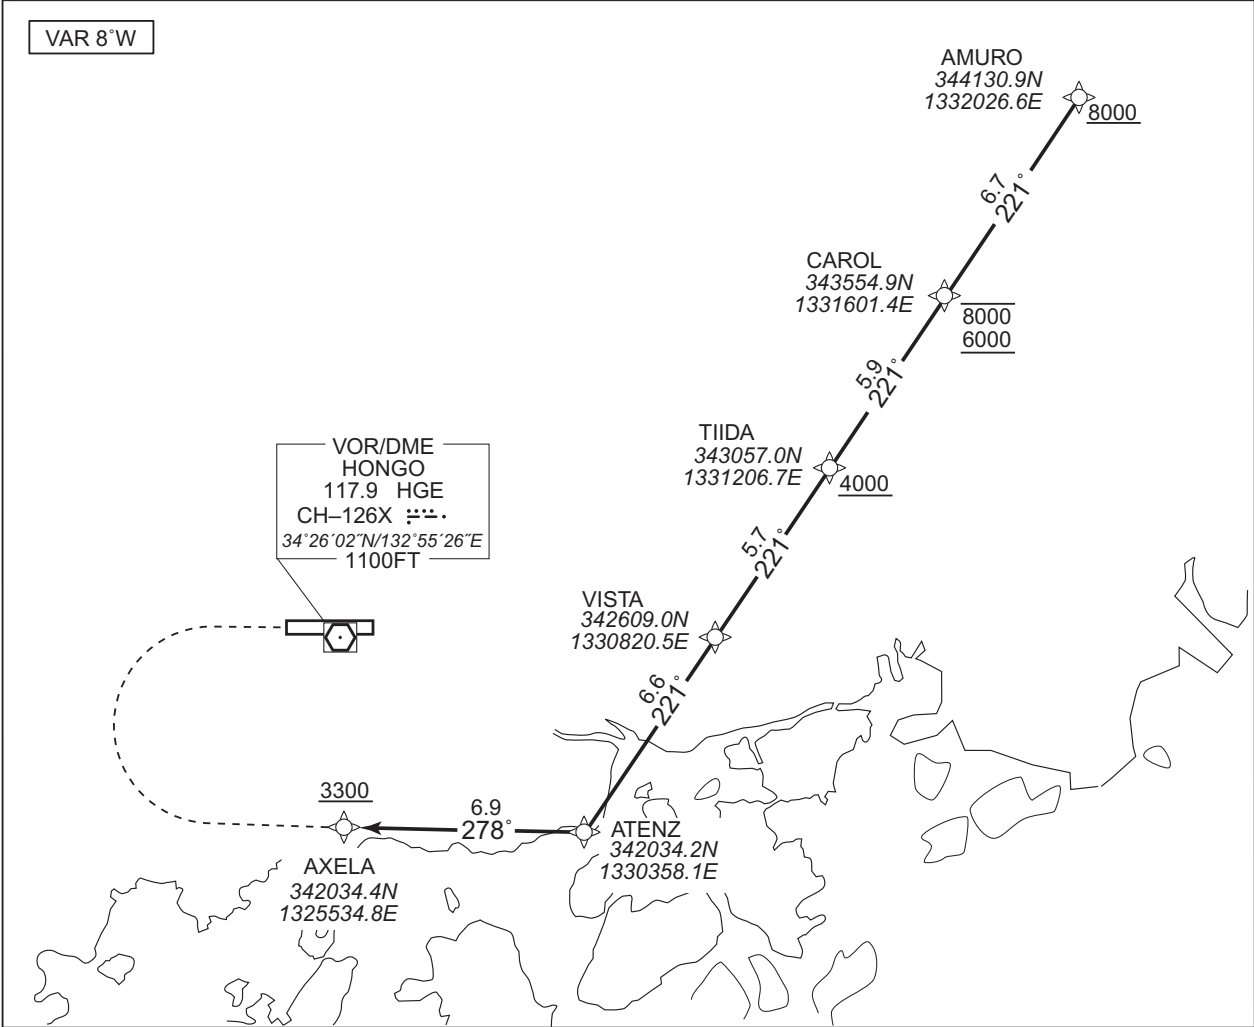 VAR 8˚W
AMURO
344130.9N
1332026.6E
8000
6.7
221˚
CAROL
343554.9N
1331601.4E
8000
6000
5.9
221˚
TIIDA
343057.0N
1331206.7E
4000
5.7
221˚
VOR/DME
HONGO
117.9 HGE
CH–126X
34˚26´02˝N/132˚55´26˝E
1100FT
VISTA
342609.0N
1330820.5E
6.6
221˚
3300
6.9
278˚
ATENZ
342034.2N
1330358.1E
AXELA
342034.4N
1325534.8E